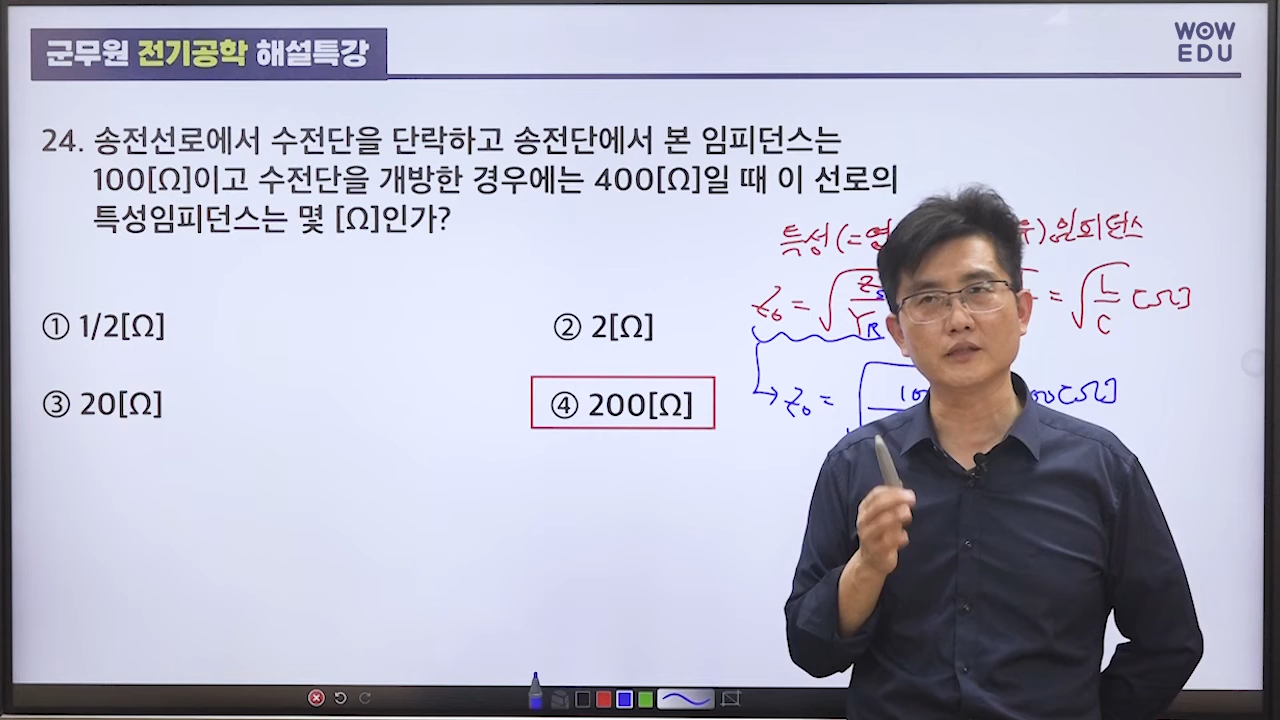 군무원 전기공학 해설특강
WOW
EDU
24. 송전선로에서 수전단을 단락하고 송전단에서 본 임피던스는
100[Ω]이고 수전단을 개방한 경우에는 400[Ω]일 때 이 선로의
특성임피던스는 몇 [Ω]인가?
① 1/2[Ω]
② 2[Ω]
③ 20[Ω]
④ 200[Ω]
특성(= 임피던스
Z₀ = √ Z / Y = √ L / C [Ω]
Z₀ = [Ω]